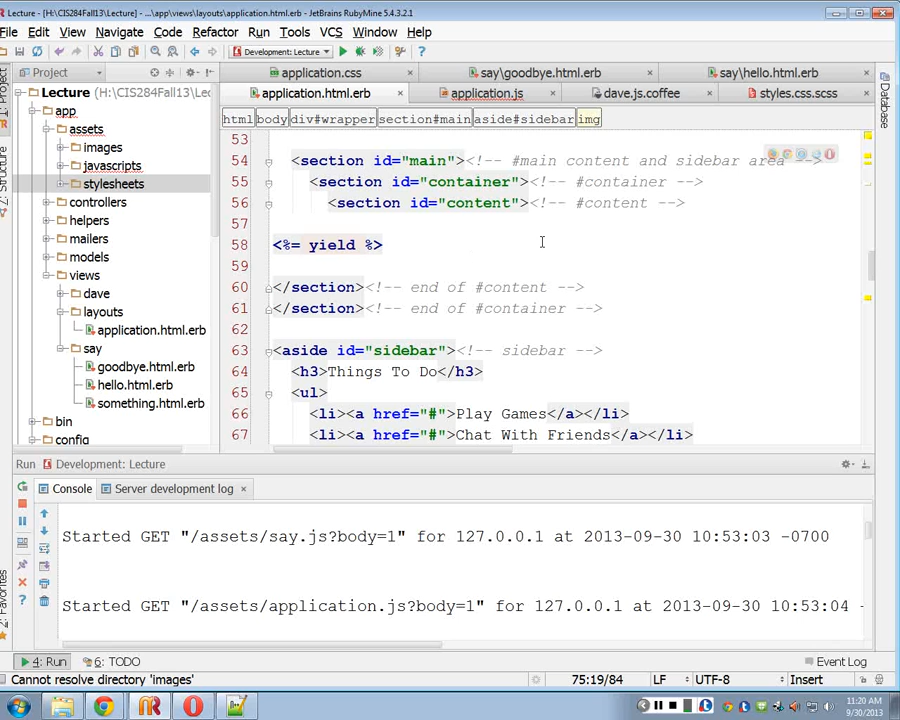 Lecture - [H:\CIS284Fall13\Lecture] - ...\app\views\layouts\application.html.erb - JetBrains RubyMine 5.4.3.2.1
File Edit View Navigate Code Refactor Run Tools VCS Window Help
Development: Lecture
Project
application.css say\goodbye.html.erb say\hello.html.erb
application.html.erb application.js dave.js.coffee styles.css.scss
html body div#wrapper section#main aside#sidebar img
1: Project
Structure
Favorites
Database
Lecture (H:\CIS284Fall13\Lec
app
assets
images
javascripts
stylesheets
controllers
helpers
mailers
models
views
dave
layouts
application.html.erb
say
goodbye.html.erb
hello.html.erb
something.html.erb
bin
config
53
54 <section id="main"><!-- #main content and sidebar area -->
55 <section id="container"><!-- #container -->
56 <section id="content"><!-- #content -->
57
58 <%= yield %>
59
60 </section><!-- end of #content -->
61 </section><!-- end of #container -->
62
63 <aside id="sidebar"><!-- sidebar -->
64 <h3>Things To Do</h3>
65 <ul>
66 <li><a href="#">Play Games</a></li>
67 <li><a href="#">Chat With Friends</a></li>
Run Development: Lecture
Console Server development log
Started GET "/assets/say.js?body=1" for 127.0.0.1 at 2013-09-30 10:53:03 -0700
Started GET "/assets/application.js?body=1" for 127.0.0.1 at 2013-09-30 10:53:04 -
4: Run 6: TODO Event Log
Cannot resolve directory 'images' 75:19/84 LF UTF-8 Insert
11:20 AM
9/30/2013